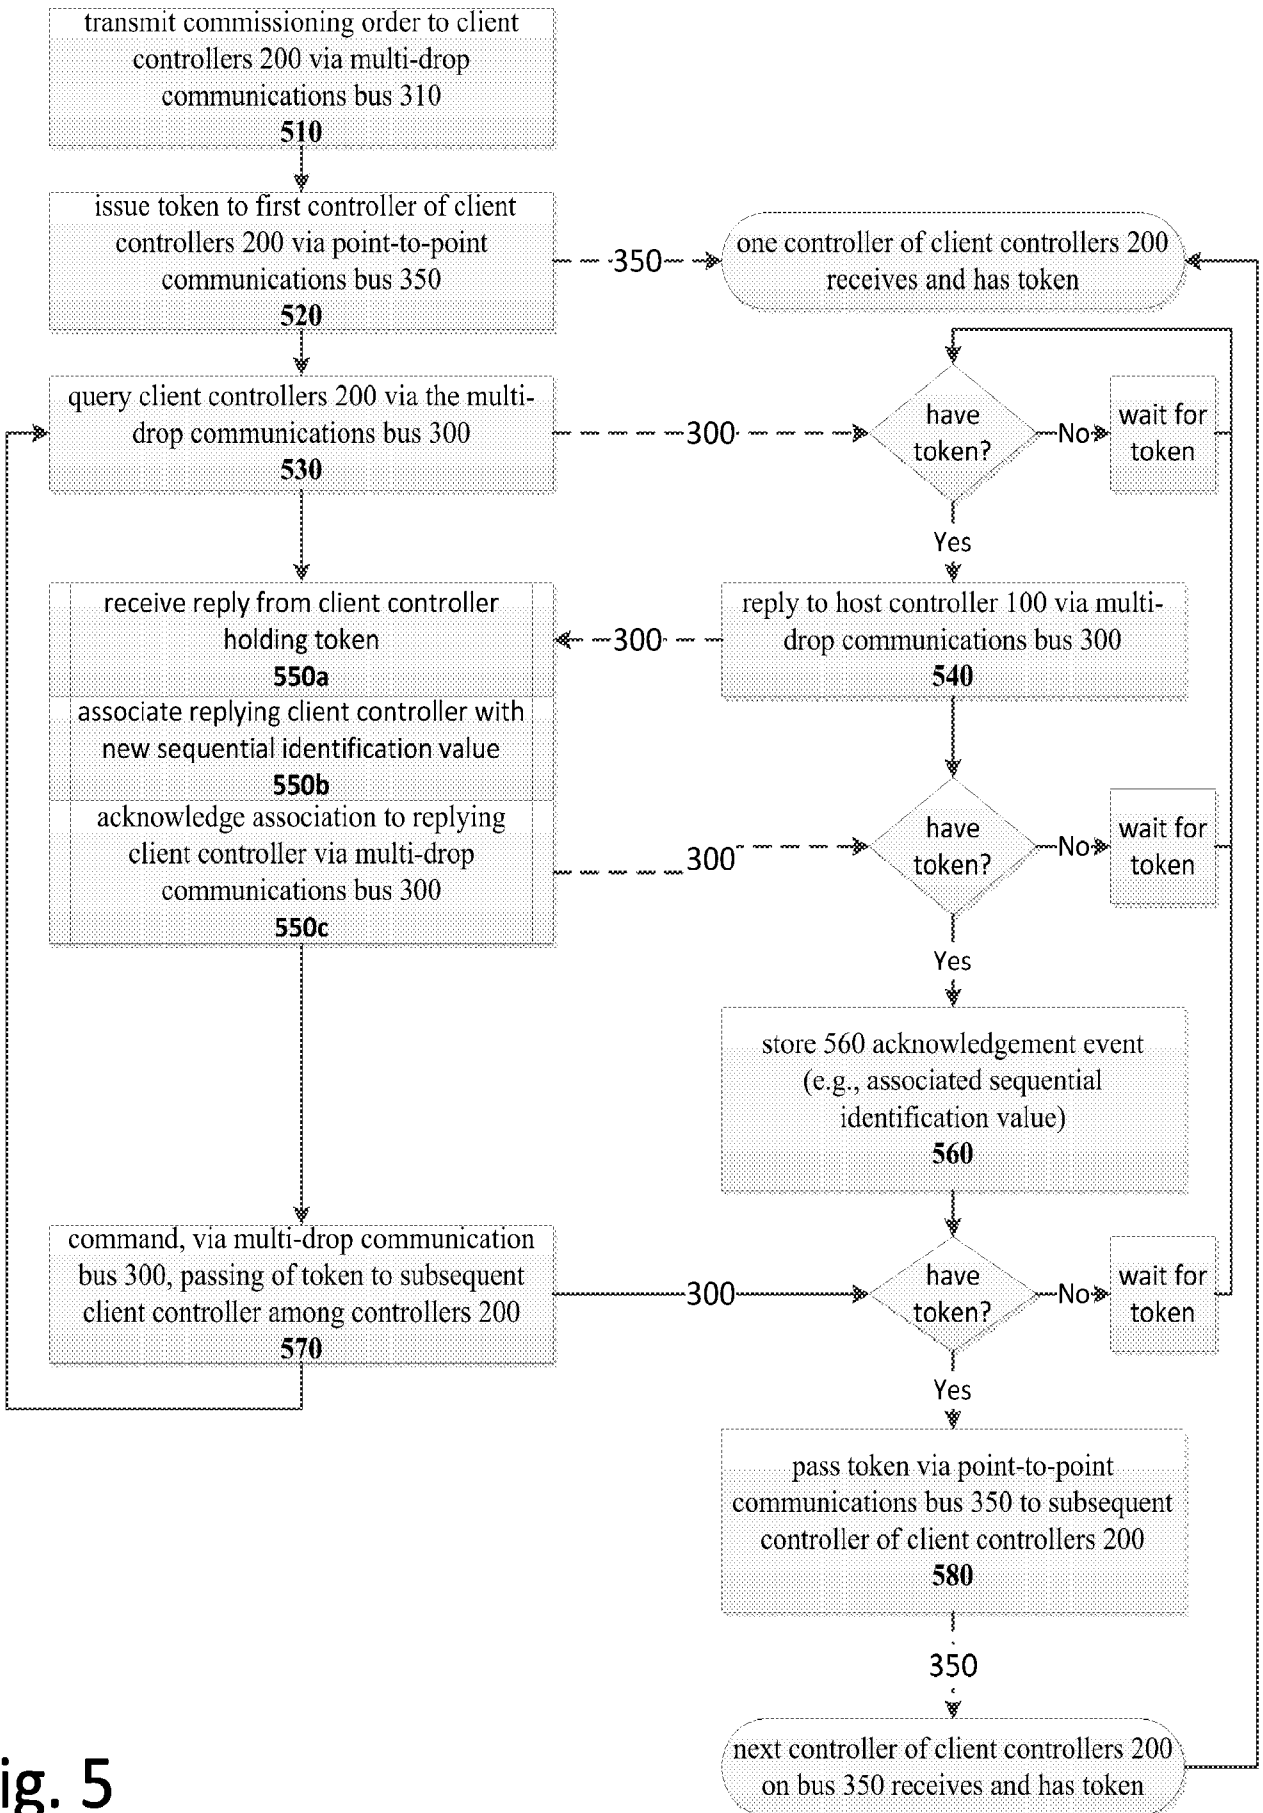 transmit commissioning order to client
controllers 200 via multi-drop
communications bus 310
510
issue token to first controller of client
controllers 200 via point-to-point
communications bus 350
520
350
one controller of client controllers 200
receives and has token
query client controllers 200 via the multi-
drop communications bus 300
530
300
have
token?
No
wait for
token
Yes
receive reply from client controller
holding token
550a
300
reply to host controller 100 via multi-
drop communications bus 300
540
associate replying client controller with
new sequential identification value
550b
acknowledge association to replying
client controller via multi-drop
communications bus 300
550c
300
have
token?
No
wait for
token
Yes
store 560 acknowledgement event
(e.g., associated sequential
identification value)
560
command, via multi-drop communication
bus 300, passing of token to subsequent
client controller among controllers 200
570
300
have
token?
No
wait for
token
Yes
pass token via point-to-point
communications bus 350 to subsequent
controller of client controllers 200
580
350
next controller of client controllers 200
on bus 350 receives and has token
ig. 5